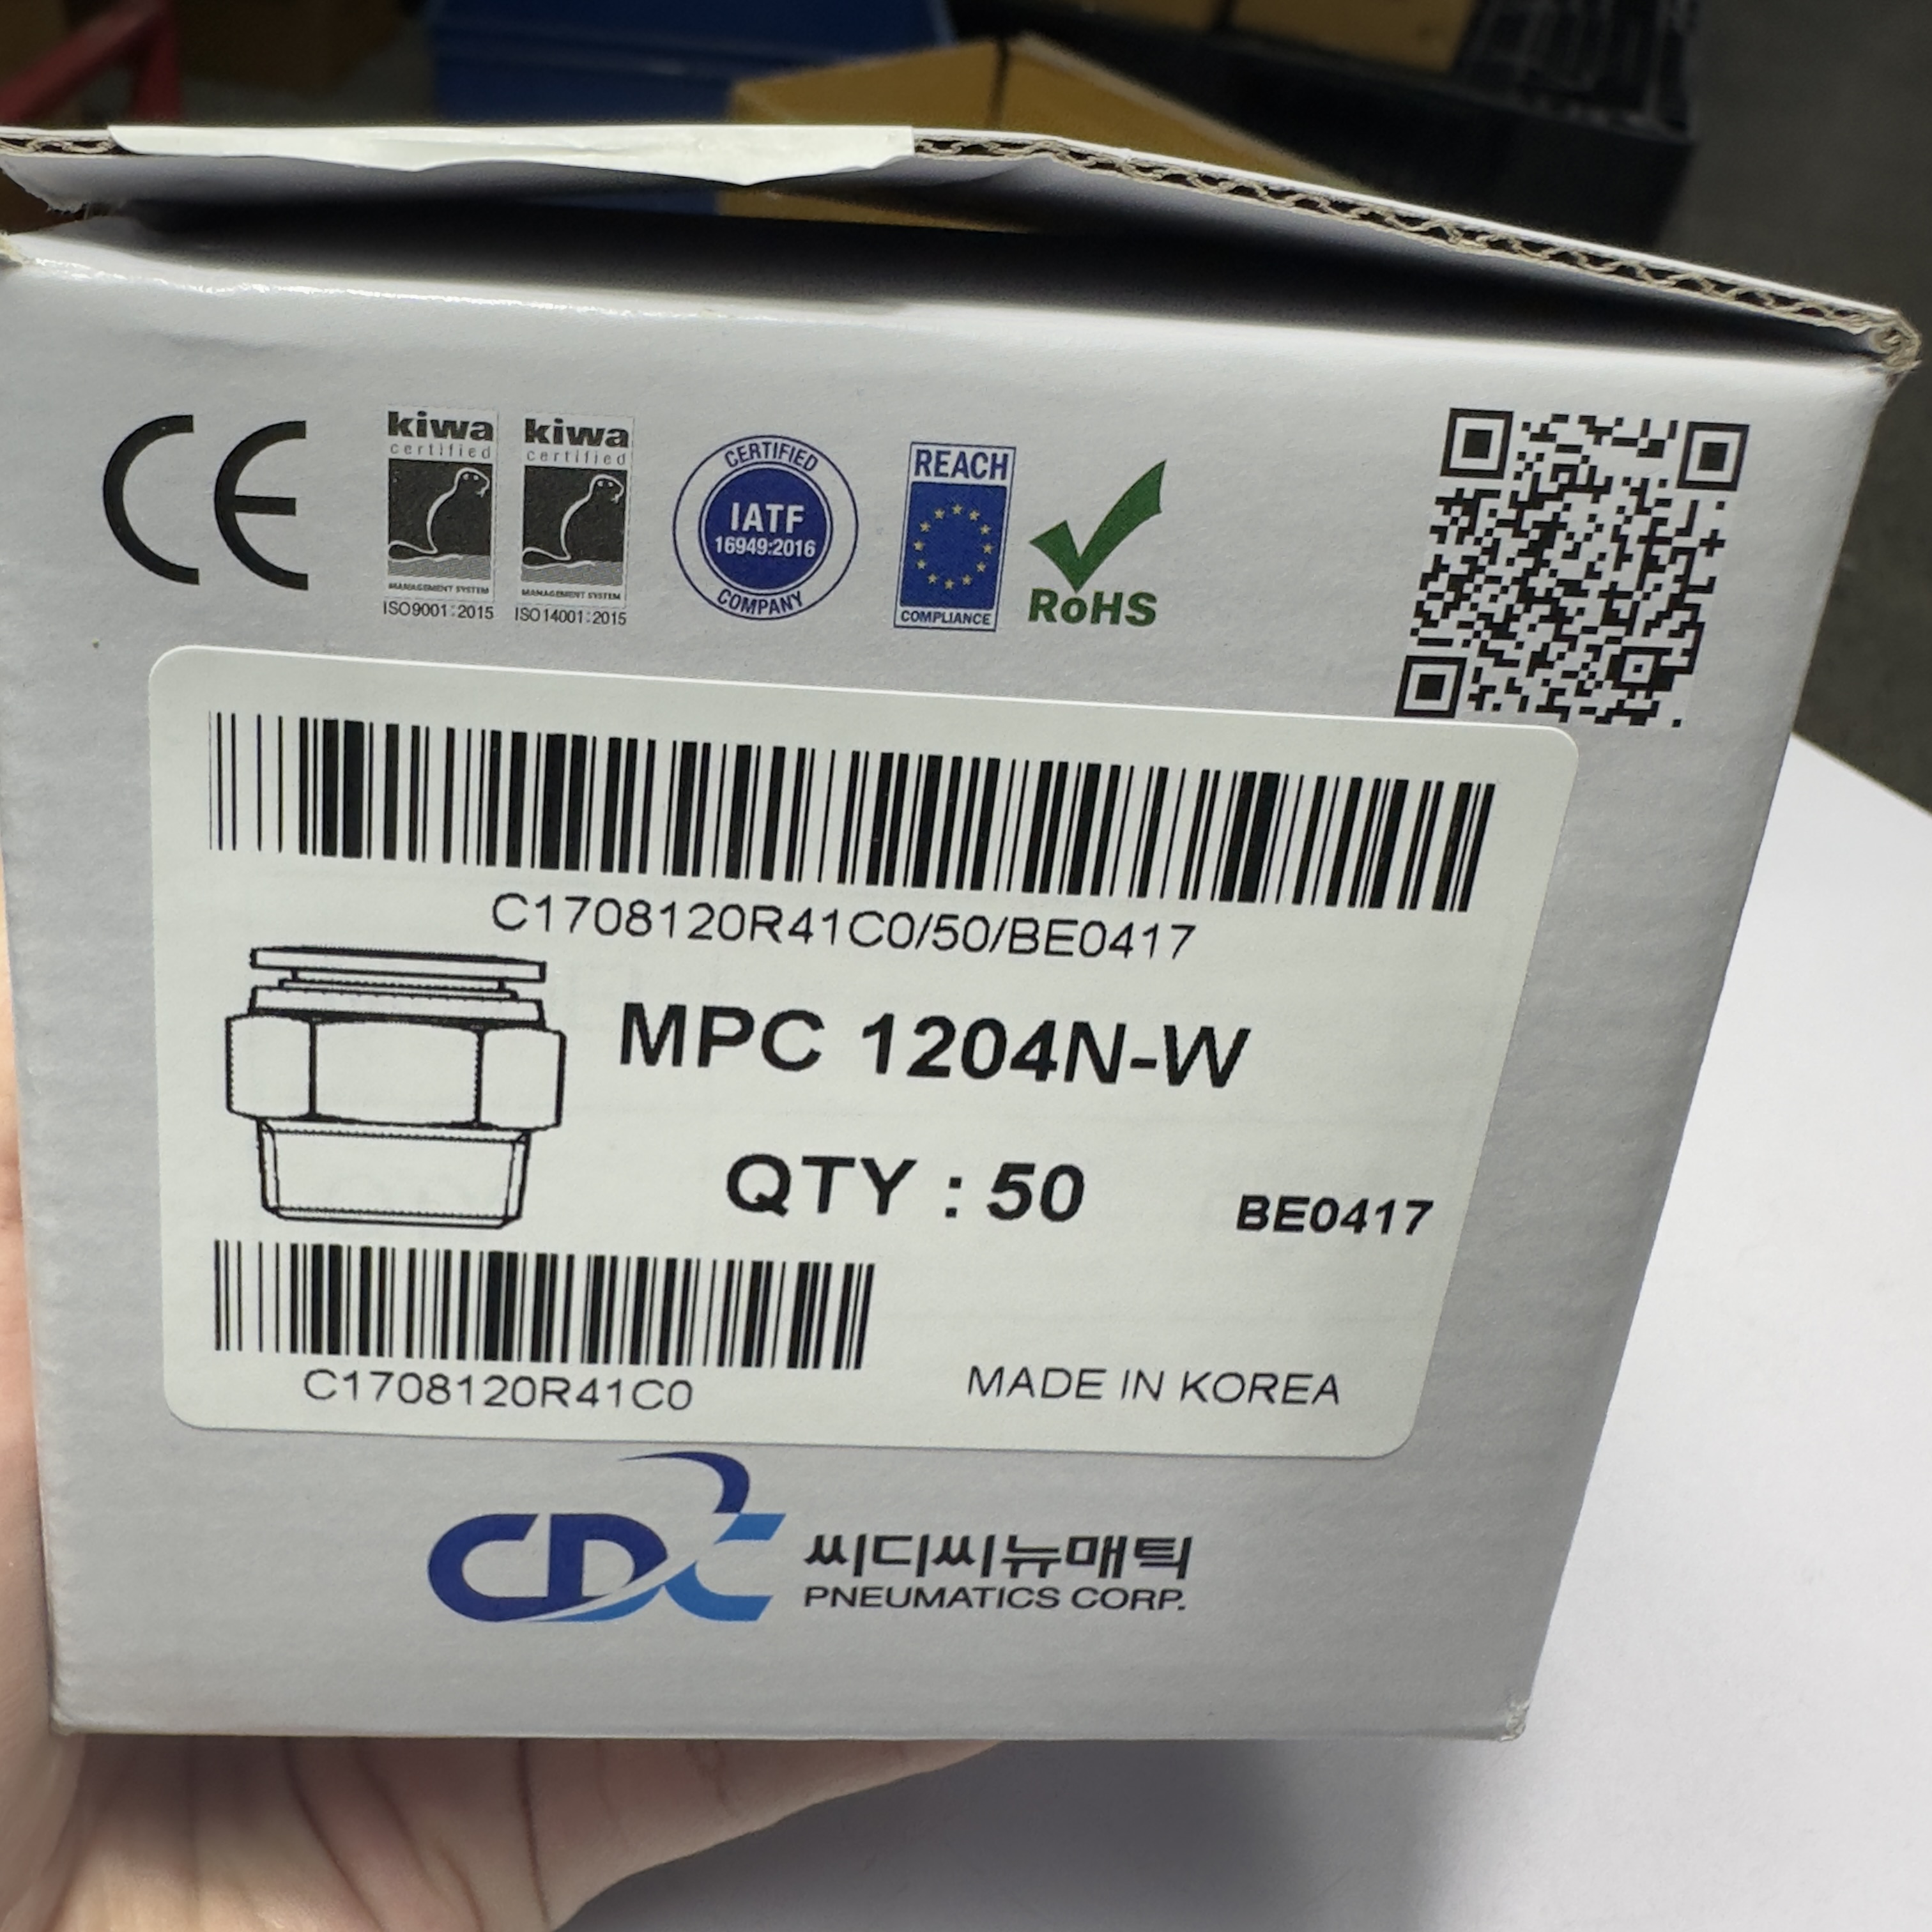 CE
kiwa
certified
MANAGEMENT SYSTEM
ISO9001:2015
kiwa
certified
MANAGEMENT SYSTEM
ISO14001:2015
CERTIFIED
IATF
16949:2016
COMPANY
REACH
COMPLIANCE
RoHS
C1708120R41C0/50/BE0417
MPC 1204N-W
QTY : 50
BE0417
C1708120R41C0
MADE IN KOREA
CDC
씨디씨뉴매틱
PNEUMATICS CORP.